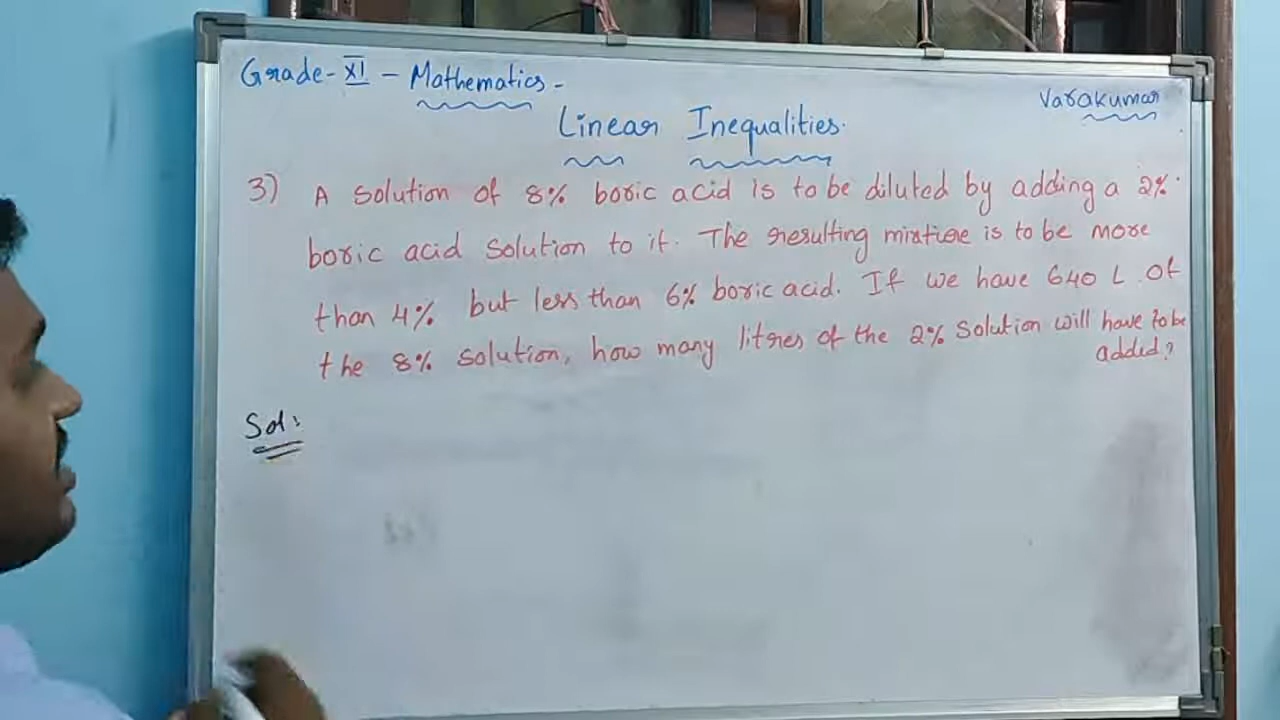 Grade - XI - Mathematics -
Varakumar
Linear Inequalities.
3) A solution of 8% boric acid is to be diluted by adding a 2%
boric acid solution to it. The resulting mixture is to be more
than 4% but less than 6% boric acid. If we have 640 L of
the 8% solution, how many litres of the 2% solution will have to be
added?
Sol: